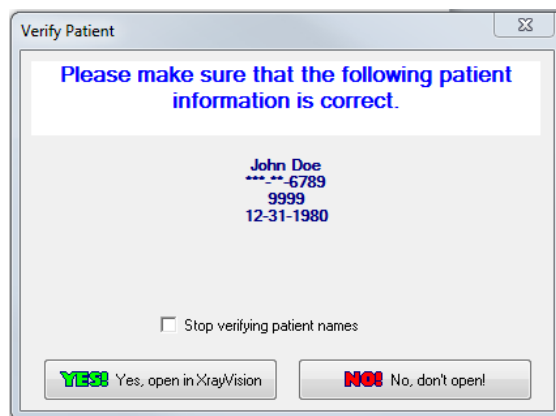 Verify Patient
Please make sure that the following patient
information is correct.
John Doe
***-**-6789
9999
12-31-1980
Stop verifying patient names
YES! Yes, open in XrayVision
NO! No, don't open!